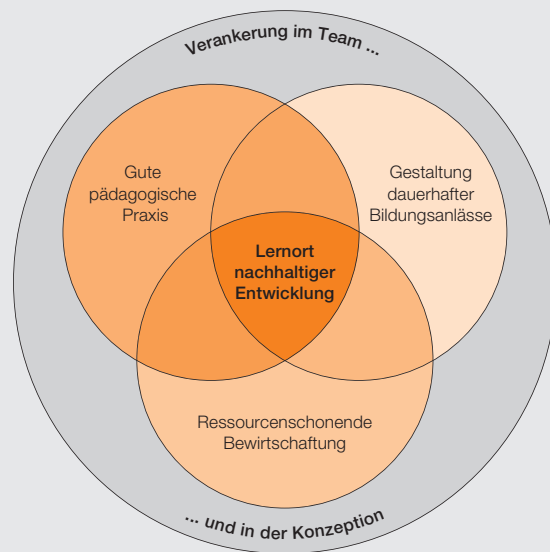 Verankerung im Team ...
Gute
pädagogische
Praxis
Gestaltung
dauerhafter
Bildungsanlässe
Lernort
nachhaltiger
Entwicklung
Ressourcenschonende
Bewirtschaftung
... und in der Konzeption